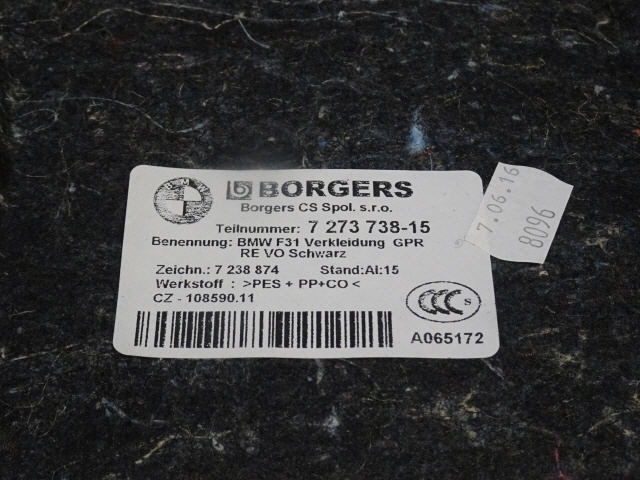 BORGERS
Borgers CS Spol. s.r.o.
Teilnummer: 7 273 738-15
Benennung: BMW F31 Verkleidung GPR
RE VO Schwarz
Zeichn.: 7 238 874 Stand:AI:15
Werkstoff : >PES + PP+CO<
CZ - 108590.11
CCC S
A065172
7.06.16
8096